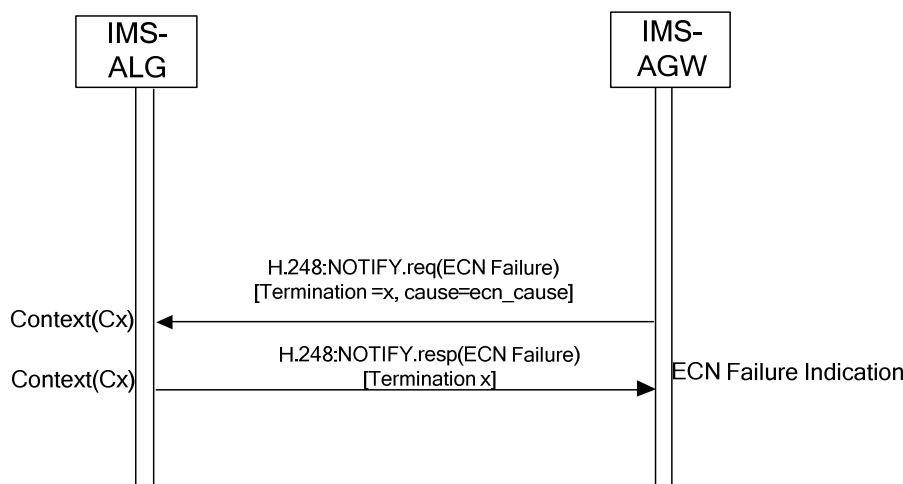 IMS-
ALG
IMS-
AGW
H.248:NOTIFY.req(ECN Failure)
[Termination =x, cause=ecn_cause]
Context(Cx)
H.248:NOTIFY.resp(ECN Failure)
Context(Cx)
[Termination x]
ECN Failure Indication